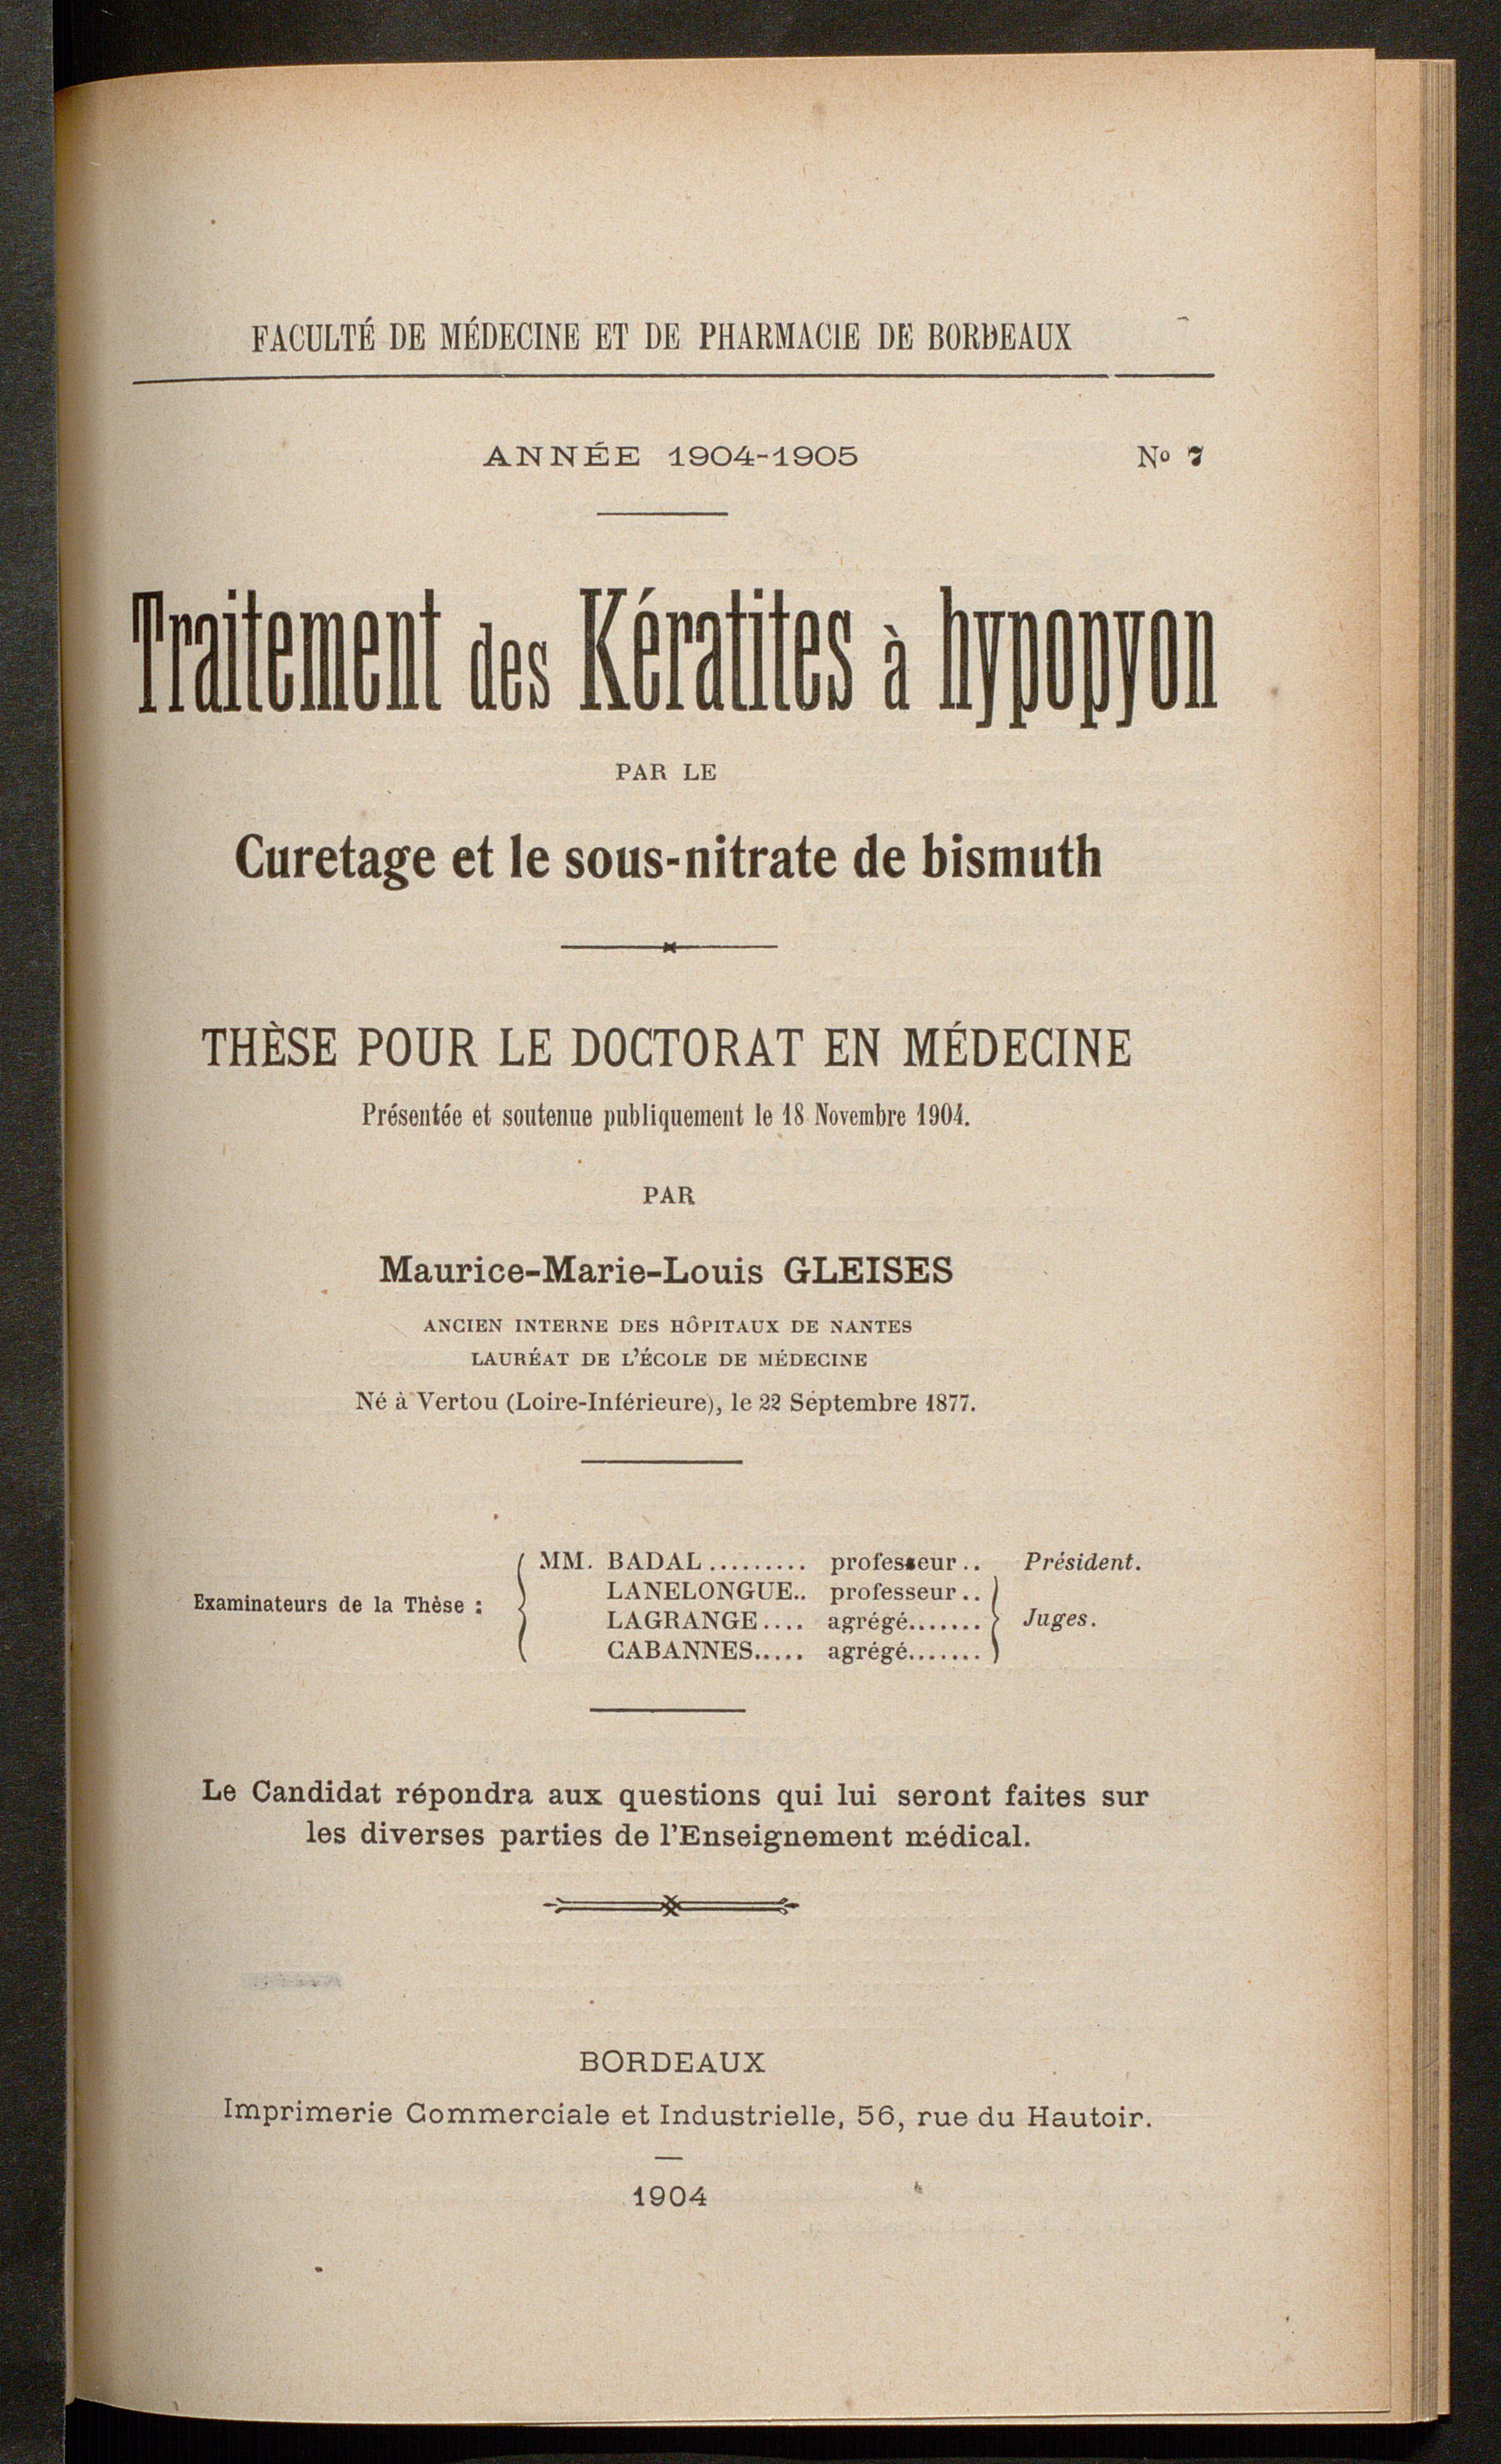 FACULTÉ DE MÉDECINE ET DE PHARMACIE DE BORDEAUX
ANNÉE 1904-1905 No 7
Traitement des Kératites à hypopyon
PAR LE
Curetage et le sous-nitrate de bismuth
THÈSE POUR LE DOCTORAT EN MÉDECINE
Présentée et soutenue publiquement le 18 Novembre 1904.
PAR
Maurice-Marie-Louis GLEISES
ANCIEN INTERNE DES HÔPITAUX DE NANTES
LAURÉAT DE L'ÉCOLE DE MÉDECINE
Né à Vertou (Loire-Inférieure), le 22 Septembre 1877.
Examinateurs de la Thèse :
MM. BADAL......... professeur.. Président.
LANELONGUE.. professeur..
LAGRANGE.... agrégé.......
CABANNES..... agrégé.......
Juges.
Le Candidat répondra aux questions qui lui seront faites sur
les diverses parties de l'Enseignement médical.
BORDEAUX
Imprimerie Commerciale et Industrielle, 56, rue du Hautoir.
1904